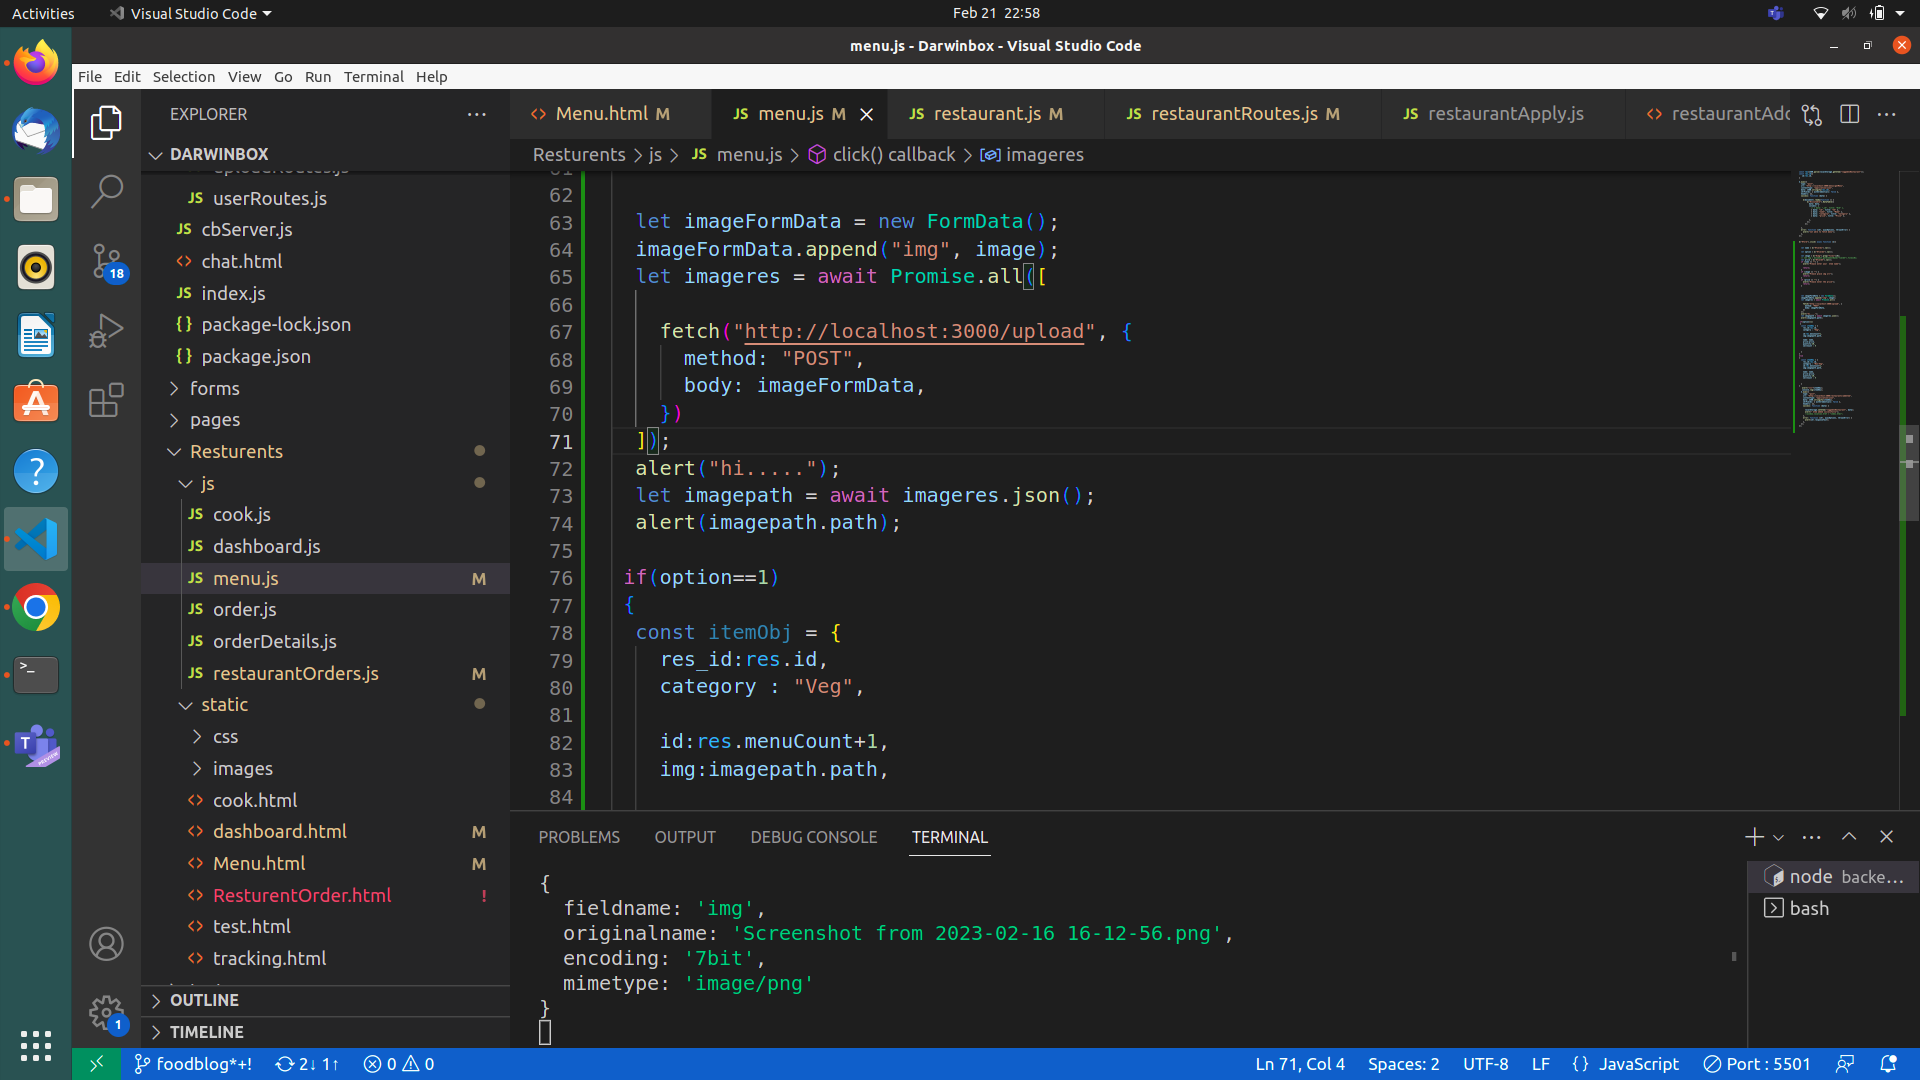 Activities
Visual Studio Code
Feb 21 22:58
menu.js - Darwinbox - Visual Studio Code
File Edit Selection View Go Run Terminal Help
EXPLORER
DARWINBOX
userRoutes.js
cbServer.js
chat.html
index.js
package-lock.json
package.json
forms
pages
Resturents
js
cook.js
dashboard.js
menu.js M
order.js
orderDetails.js
restaurantOrders.js M
static
css
images
cook.html
dashboard.html M
Menu.html M
ResturentOrder.html !
test.html
tracking.html
OUTLINE
TIMELINE
18
1
Menu.html M
JS menu.js M
JS restaurant.js M
JS restaurantRoutes.js M
JS restaurantApply.js
restaurantAdd
Resturents > js > JS menu.js > click() callback > imageres
62
63 let imageFormData = new FormData();
64 imageFormData.append("img", image);
65 let imageres = await Promise.all([
66
67 fetch("http://localhost:3000/upload", {
68 method: "POST",
69 body: imageFormData,
70 })
71 ]);
72 alert("hi.....");
73 let imagepath = await imageres.json();
74 alert(imagepath.path);
75
76 if(option==1)
77 {
78 const itemObj = {
79 res_id:res.id,
80 category : "Veg",
81
82 id:res.menuCount+1,
83 img:imagepath.path,
84
PROBLEMS OUTPUT DEBUG CONSOLE TERMINAL
{
fieldname: 'img',
originalname: 'Screenshot from 2023-02-16 16-12-56.png',
encoding: '7bit',
mimetype: 'image/png'
}
node backe...
bash
foodblog*+! 2↓ 1↑ 0 0
Ln 71, Col 4 Spaces: 2 UTF-8 LF {} JavaScript Port : 5501